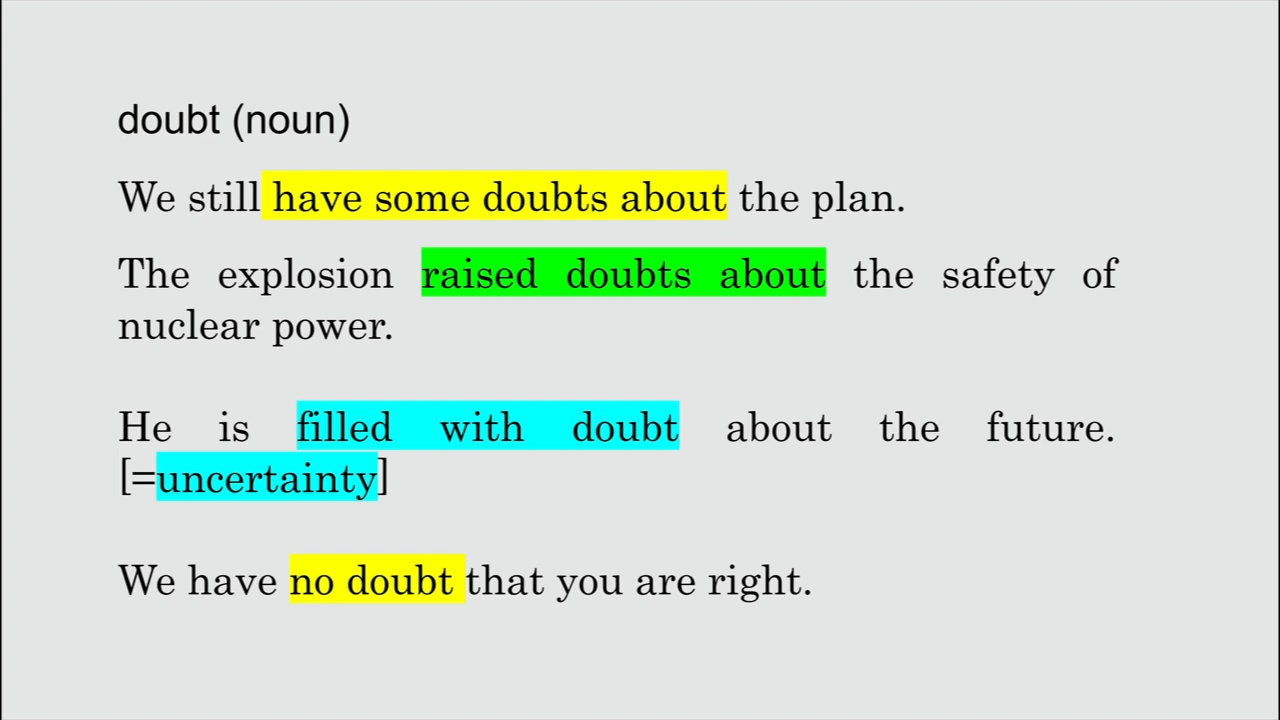 doubt (noun)
We still have some doubts about the plan.
The explosion raised doubts about the safety of
nuclear power.
He is filled with doubt about the future.
[=uncertainty]
We have no doubt that you are right.